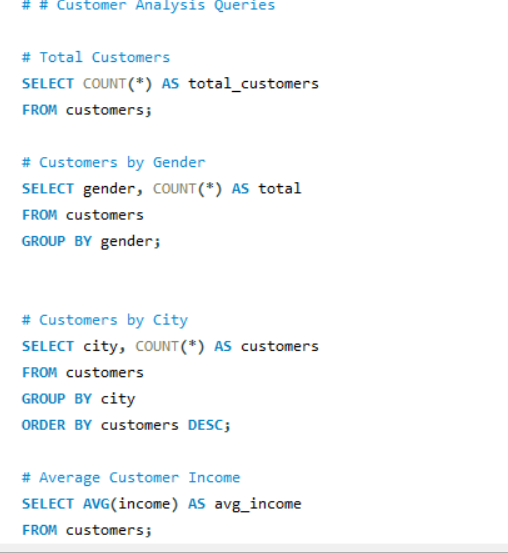 # # Customer Analysis Queries
# Total Customers
SELECT COUNT(*) AS total_customers
FROM customers;
# Customers by Gender
SELECT gender, COUNT(*) AS total
FROM customers
GROUP BY gender;
# Customers by City
SELECT city, COUNT(*) AS customers
FROM customers
GROUP BY city
ORDER BY customers DESC;
# Average Customer Income
SELECT AVG(income) AS avg_income
FROM customers;